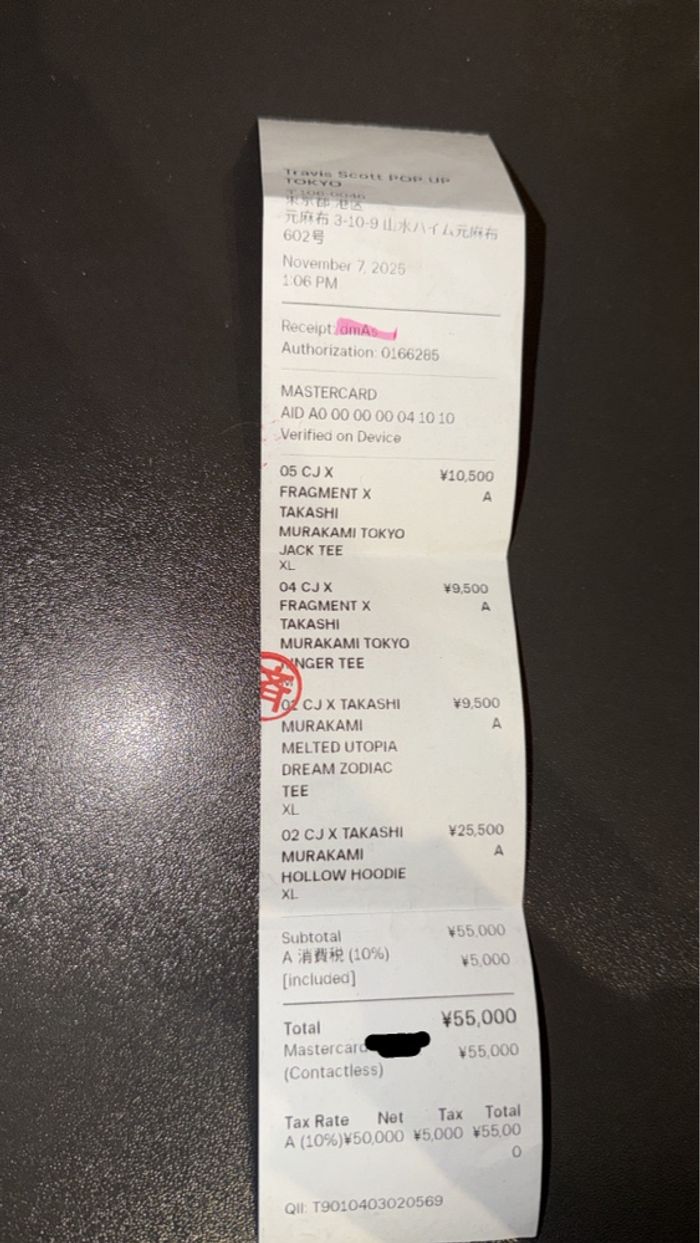 Travis Scott POP UP
TOKYO
〒106-0046
東京都 港区
元麻布 3-10-9 山水ハイム元麻布
602号
November 7, 2025
1:06 PM
Receipt: dmAs
Authorization: 0166285
MASTERCARD
AID A0 00 00 00 04 10 10
Verified on Device
05 CJ X ¥10,500
FRAGMENT X A
TAKASHI
MURAKAMI TOKYO
JACK TEE
XL
04 CJ X ¥9,500
FRAGMENT X A
TAKASHI
MURAKAMI TOKYO
TEE
02 CJ X TAKASHI ¥9,500
MURAKAMI A
MELTED UTOPIA
DREAM ZODIAC
TEE
XL
02 CJ X TAKASHI ¥25,500
MURAKAMI A
HOLLOW HOODIE
XL
Subtotal ¥55,000
A 消費税 (10%) ¥5,000
[included]
Total ¥55,000
Mastercard ¥55,000
(Contactless)
Tax Rate Net Tax Total
A (10%) ¥50,000 ¥5,000 ¥55,00
0
QII: T9010403020569